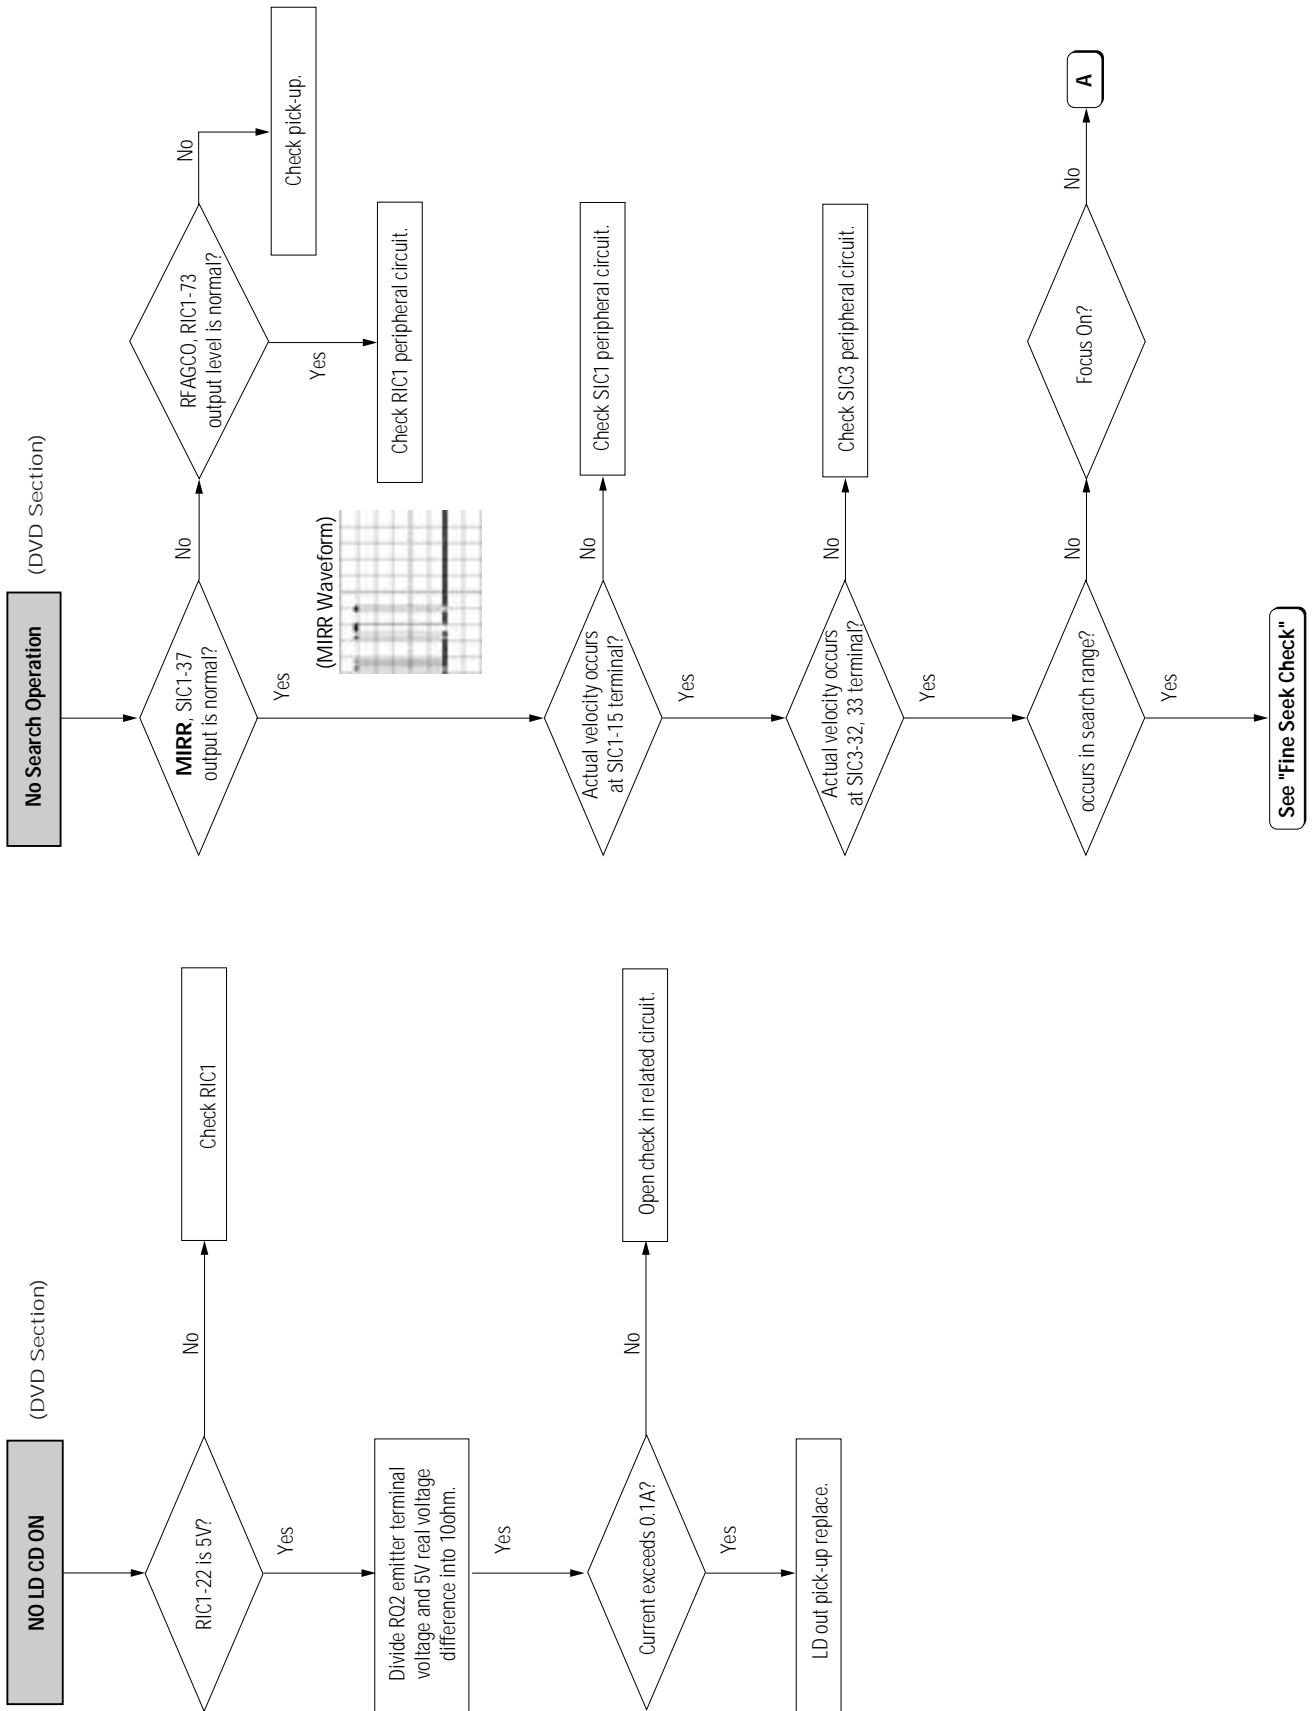 NO LD CD ON
(DVD Section)
RIC1-22 is 5V?
No
Check RIC1
Yes
Divide RQ2 emitter terminal
voltage and 5V real voltage
difference into 10ohm.
Yes
Current exceeds 0.1A?
No
Open check in related circuit.
Yes
LD out pick-up replace.
No Search Operation
(DVD Section)
MIRR, SIC1-37
output is normal?
No
RFAGCO, RIC1-73
output level is normal?
No
Check pick-up.
Yes
Check RIC1 peripheral circuit.
Yes
(MIRR Waveform)
Actual velocity occurs
at SIC1-15 terminal?
No
Check SIC1 peripheral circuit.
Yes
Actual velocity occurs
at SIC3-32, 33 terminal?
No
Check SIC3 peripheral circuit.
Yes
occurs in search range?
No
Focus On?
No
A
Yes
See "Fine Seek Check"